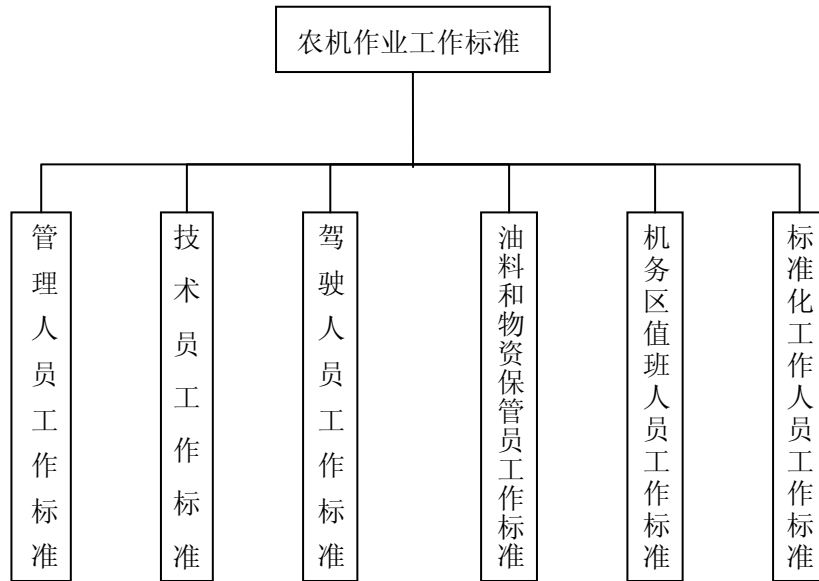 农机作业工作标准
管理人员工作标准
技术员工作标准
驾驶人员工作标准
油料和物资保管员工作标准
机务区值班人员工作标准
标准化工作人员工作标准